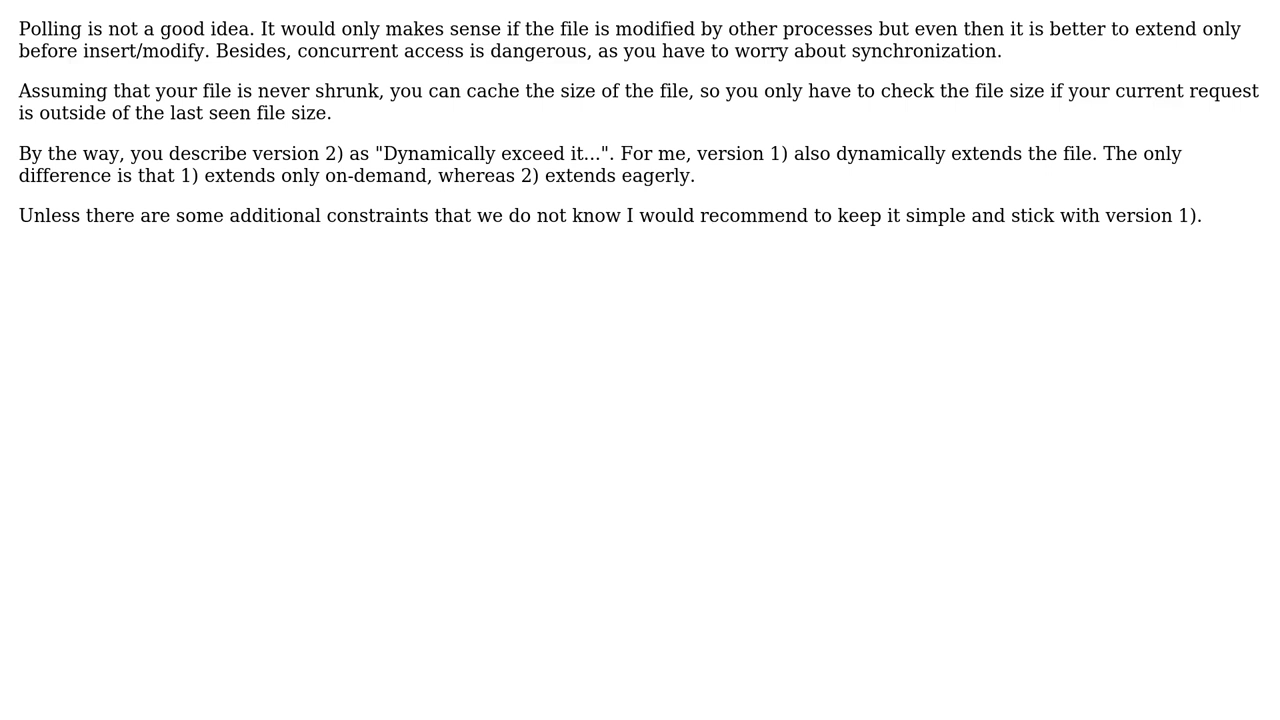 Polling is not a good idea. It would only makes sense if the file is modified by other processes but even then it is better to extend only
before insert/modify. Besides, concurrent access is dangerous, as you have to worry about synchronization.
Assuming that your file is never shrunk, you can cache the size of the file, so you only have to check the file size if your current request
is outside of the last seen file size.
By the way, you describe version 2) as "Dynamically exceed it...". For me, version 1) also dynamically extends the file. The only
difference is that 1) extends only on-demand, whereas 2) extends eagerly.
Unless there are some additional constraints that we do not know I would recommend to keep it simple and stick with version 1).